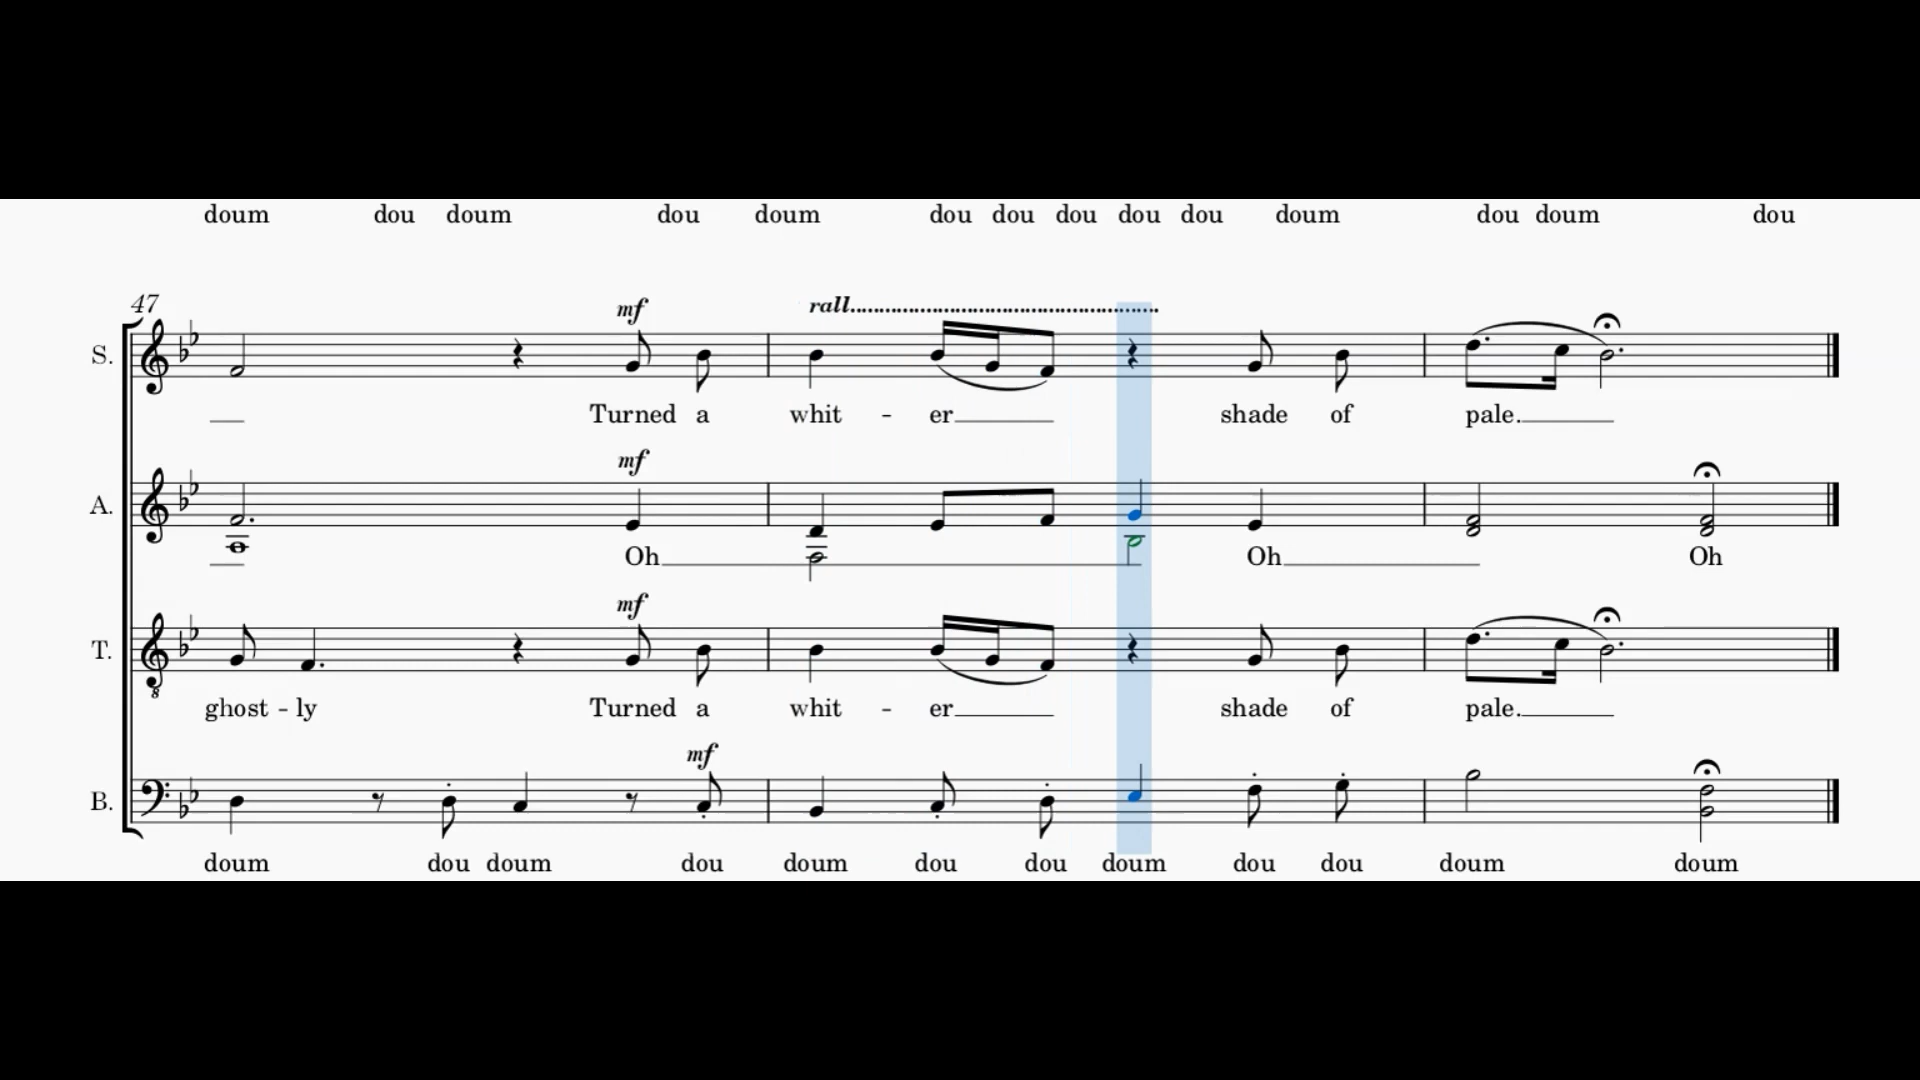 doum dou doum dou doum dou dou dou dou dou doum dou doum dou
47
mf
rall
S.
Turned a whit - er shade of pale.
mf
A.
Oh Oh Oh
mf
T.
8
ghost - ly Turned a whit - er shade of pale.
mf
B.
doum dou doum dou doum dou dou doum dou dou doum doum